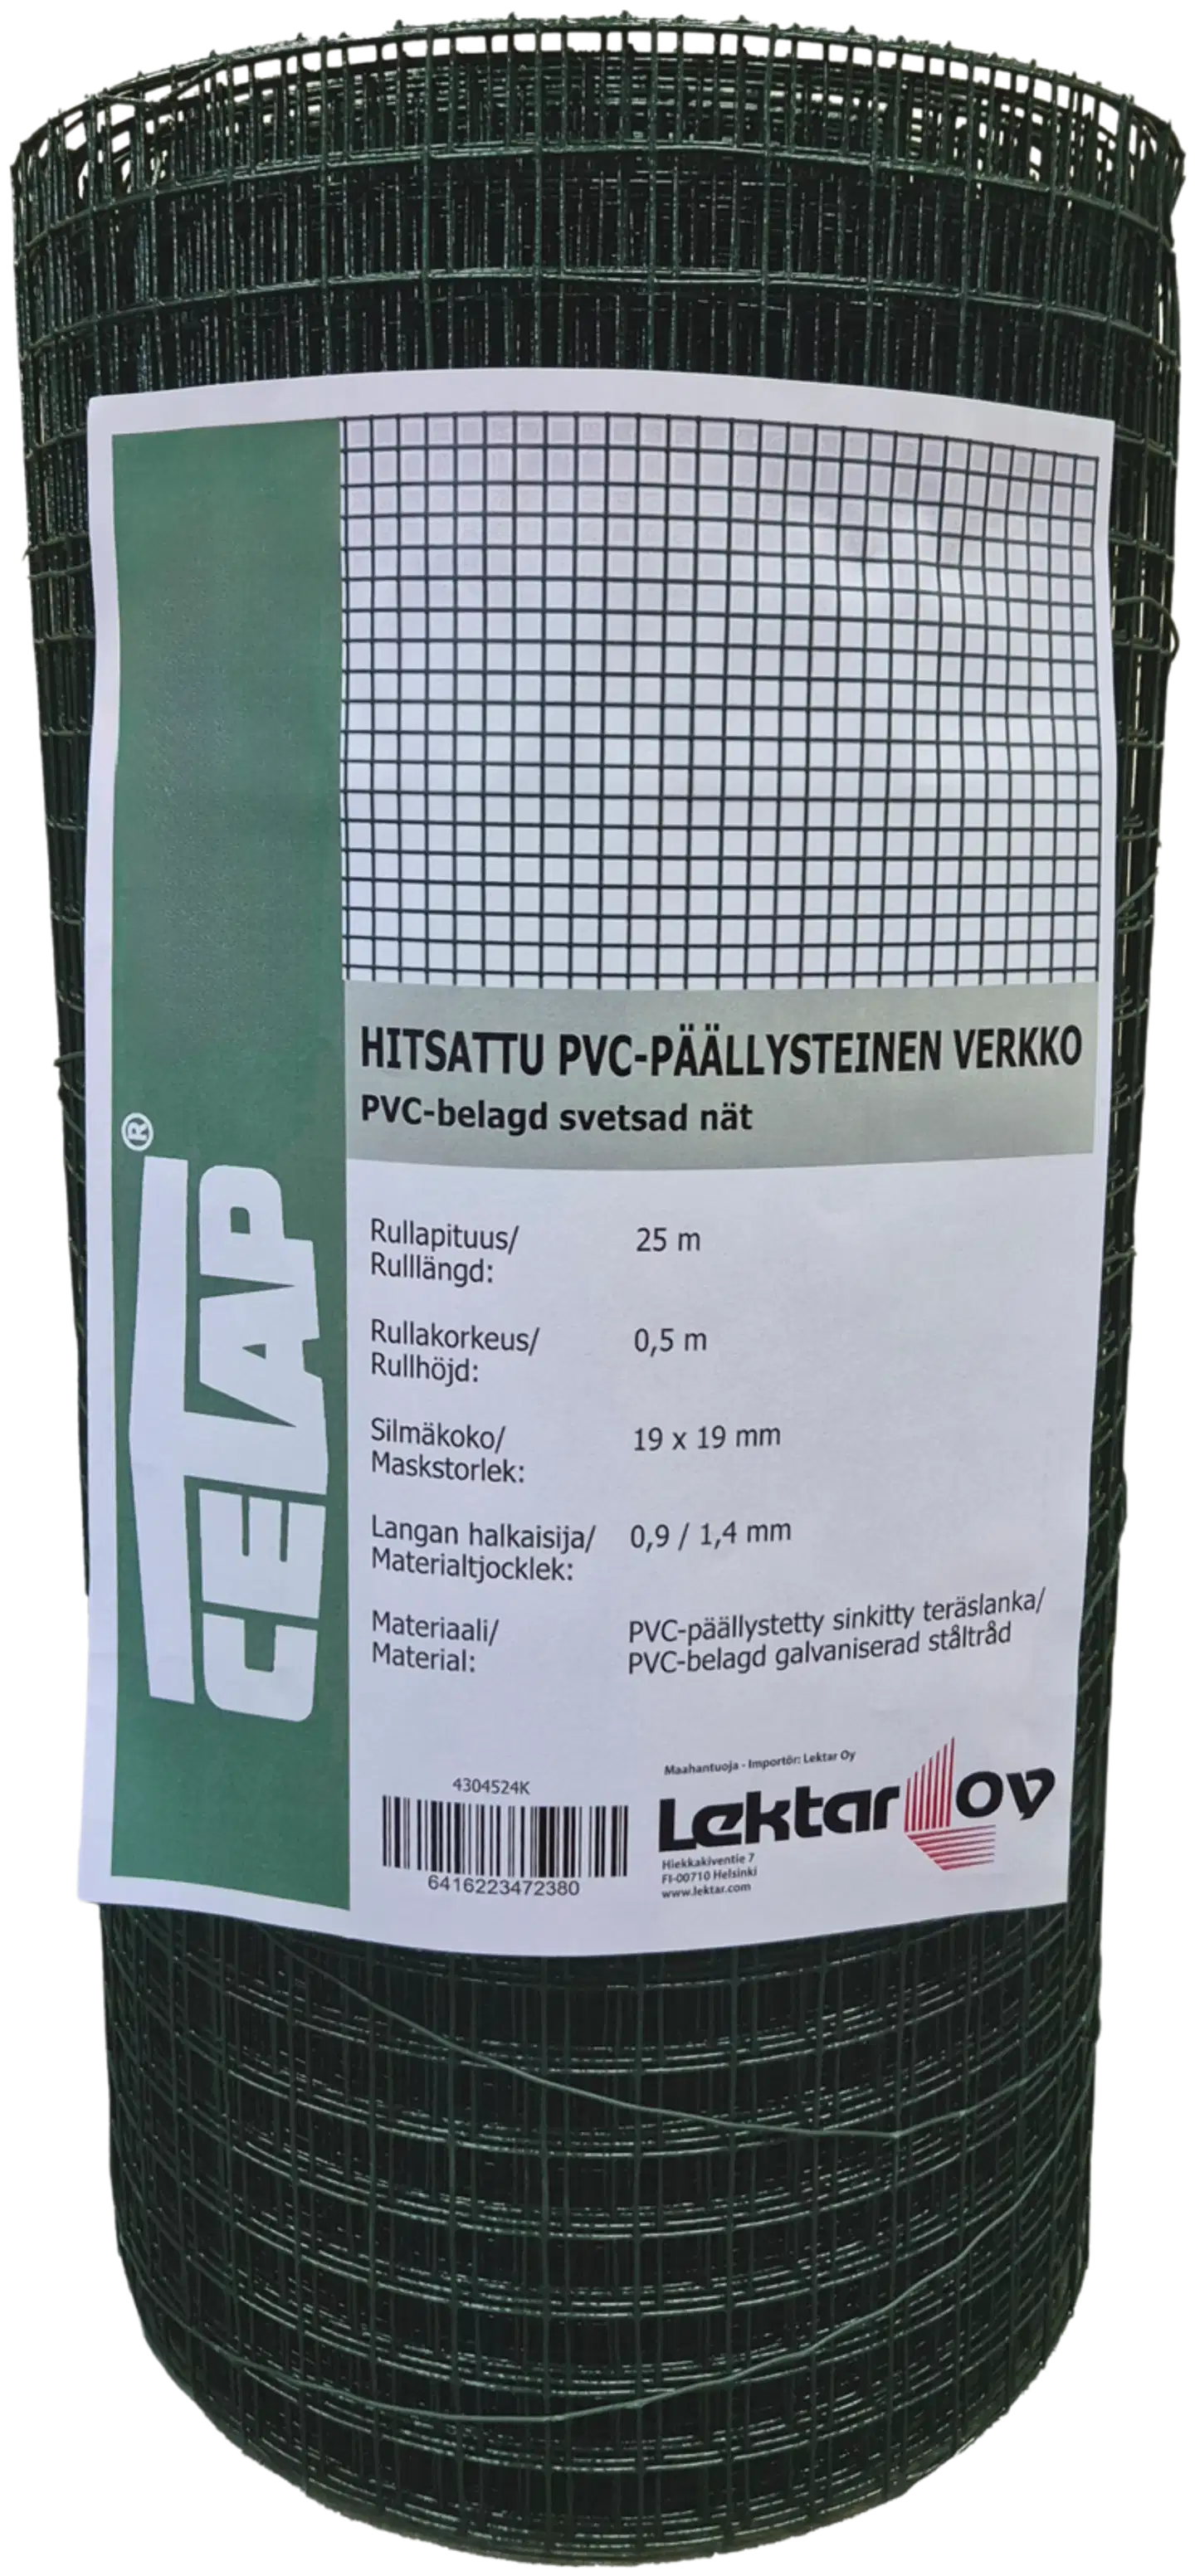 CETAP®
HITSATTU PVC-PÄÄLLYSTEINEN VERKKO
PVC-belagd svetsad nät
Rullapituus/ 25 m
Rulllängd:
Rullakorkeus/ 0,5 m
Rullhöjd:
Silmäkoko/ 19 x 19 mm
Maskstorlek:
Langan halkaisija/ 0,9 / 1,4 mm
Materialtjocklek:
Materiaali/ PVC-päällystetty sinkitty teräslanka/
Material: PVC-belagd galvaniserad ståltråd
4304524K
6416223472380
Maahantuoja - Importör: Lektar Oy
Lektar Oy
Hiekkakiventie 7
FI-00710 Helsinki
www.lektar.com